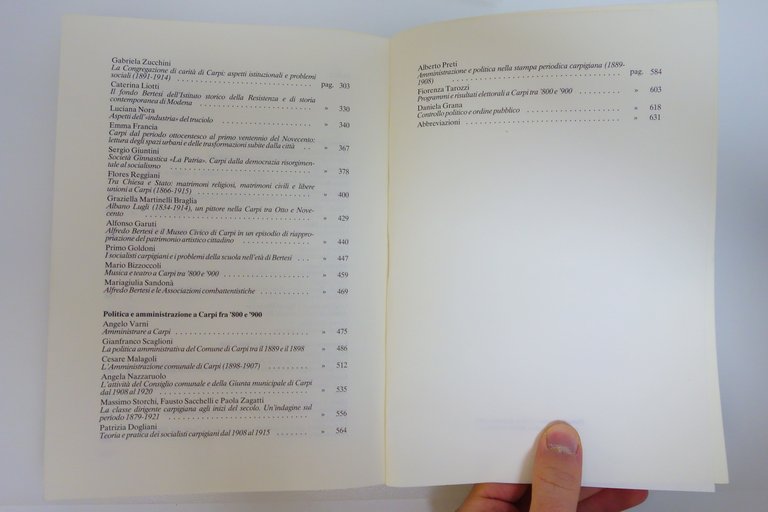 Gabriela Zucchini
La Congregazione di carità di Carpi: aspetti istituzionali e problemi
sociali (1891-1914) . . . . . . . . . . pag. 303
Caterina Liotti
Il fondo Bertesi dell'Istituto storico della Resistenza e di storia
contemporanea di Modena . . . . . . . . . . » 330
Luciana Nora
Aspetti dell'«industria» del truciolo . . . . . . . . . . » 340
Emma Francia
Carpi dal periodo ottocentesco al primo ventennio del Novecento:
lettura degli spazi urbani e delle trasformazioni subite dalla città . . » 367
Sergio Giuntini
Società Ginnastica «La Patria». Carpi dalla democrazia risorgimen-
tale al socialismo . . . . . . . . . . » 378
Flores Reggiani
Tra Chiesa e Stato: matrimoni religiosi, matrimoni civili e libere
unioni a Carpi (1866-1915) . . . . . . . . . . » 400
Graziella Martinelli Braglia
Albano Lugli (1834-1914), un pittore nella Carpi tra Otto e Nove-
cento . . . . . . . . . . » 429
Alfonso Garuti
Alfredo Bertesi e il Museo Civico di Carpi in un episodio di riappro-
priazione del patrimonio artistico cittadino . . . . . . . . . . » 440
Primo Goldoni
I socialisti carpigiani e i problemi della scuola nell'età di Bertesi . . . » 447
Mario Bizzoccoli
Musica e teatro a Carpi tra '800 e '900 . . . . . . . . . . » 459
Mariagiulia Sandonà
Alfredo Bertesi e le Associazioni combattentistiche . . . . . . . . . . » 469
Politica e amministrazione a Carpi fra '800 e '900
Angelo Varni
Amministrare a Carpi . . . . . . . . . . » 475
Gianfranco Scaglioni
La politica amministrativa del Comune di Carpi tra il 1889 e il 1898 » 486
Cesare Malagoli
L'Amministrazione comunale di Carpi (1898-1907) . . . . . . . . » 512
Angela Nazzaruolo
L'attività del Consiglio comunale e della Giunta municipale di Carpi
dal 1908 al 1920 . . . . . . . . . . » 535
Massimo Storchi, Fausto Sacchelli e Paola Zagatti
La classe dirigente carpigiana agli inizi del secolo. Un'indagine sul
periodo 1879-1921 . . . . . . . . . . » 556
Patrizia Dogliani
Teoria e pratica dei socialisti carpigiani dal 1908 al 1915 . . . . . . . » 564
Alberto Preti
Amministrazione e politica nella stampa periodica carpigiana (1889-
1908) . . . . . . . . . . pag. 584
Fiorenza Tarozzi
Programmi e risultati elettorali a Carpi tra '800 e '900 . . . . . . . . . » 603
Daniela Grana
Controllo politico e ordine pubblico . . . . . . . . . . » 618
Abbreviazioni . . . . . . . . . . » 631